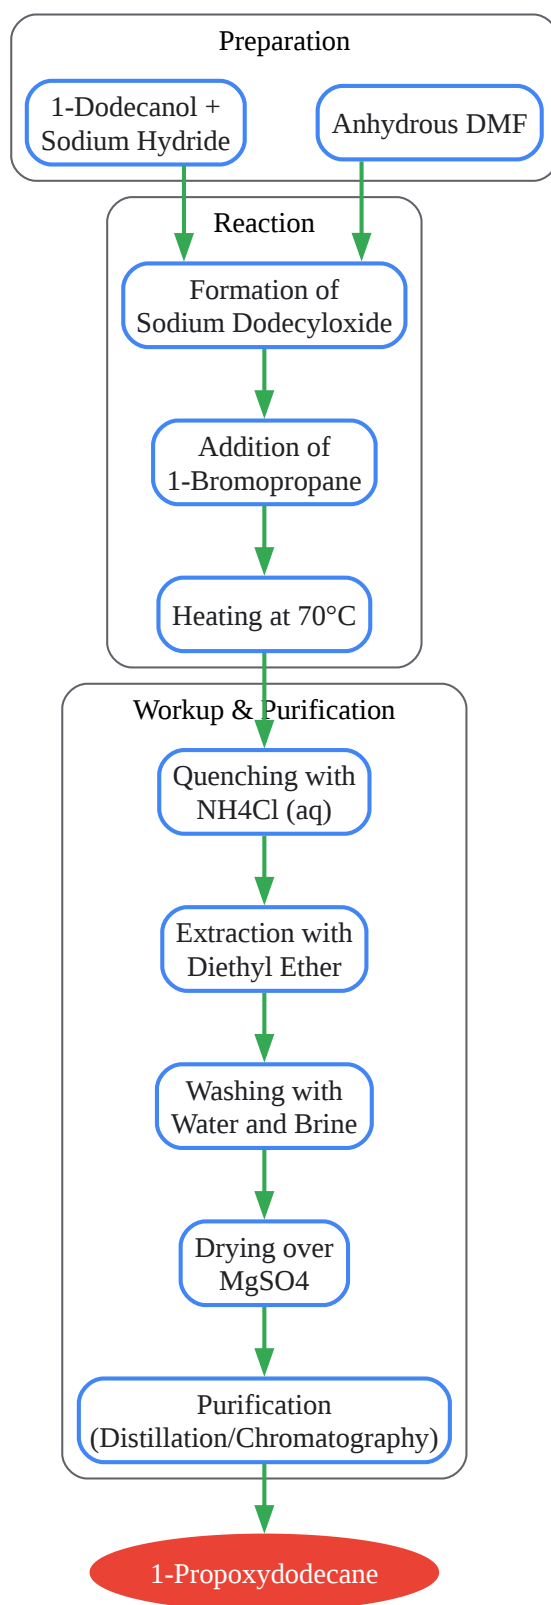 Preparation
1-Dodecanol +
Sodium Hydride
Anhydrous DMF
Reaction
Formation of
Sodium Dodecyloxide
Addition of
1-Bromopropane
Heating at 70°C
Workup & Purification
Quenching with
NH4Cl (aq)
Extraction with
Diethyl Ether
Washing with
Water and Brine
Drying over
MgSO4
Purification
(Distillation/Chromatography)
1-Propoxydodecane